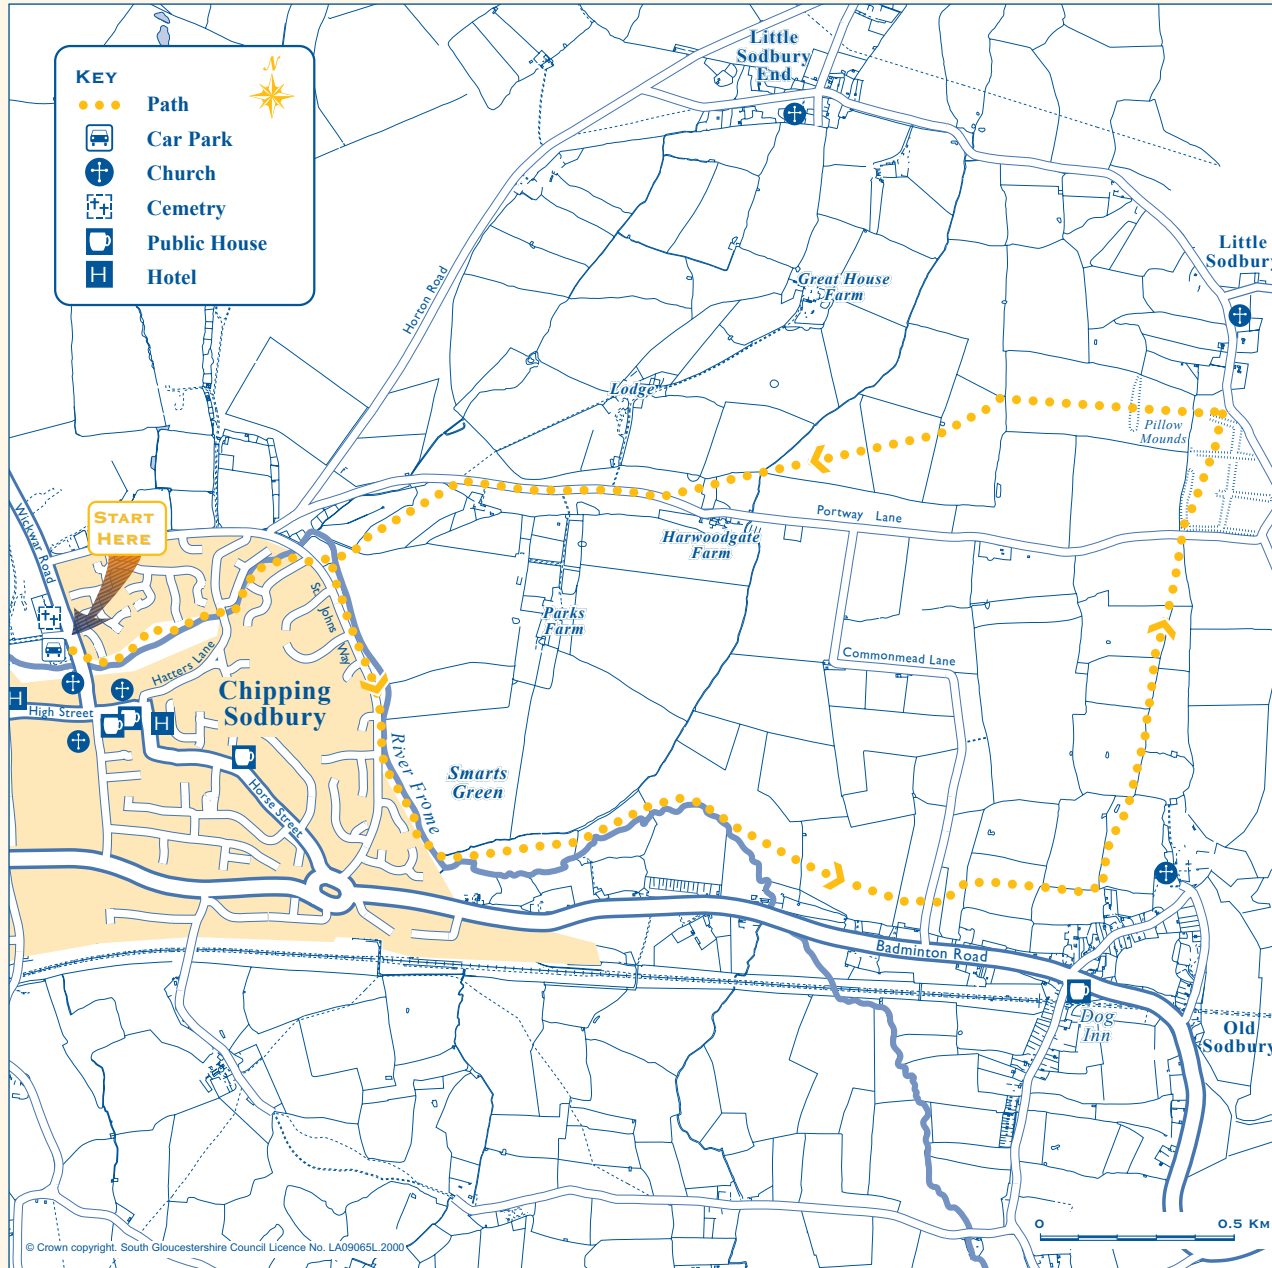 KEY
N
Path
Car Park
Church
Cemetry
Public House
Hotel
Little
Sodbury
End
Little
Sodbury
Horton Road
Great House
Farm
Lodge
Pillow
Mounds
Wickwar Road
START
HERE
Portway Lane
Harwoodgate
Farm
St. Johns Way
Parks
Farm
Hatters Lane
Commonmead Lane
Chipping
Sodbury
H
High Street
H
River Frome
Smarts
Green
Horse Street
Badminton Road
Dog
Inn
Old
Sodbury
0 0.5 KM
© Crown copyright. South Gloucestershire Council Licence No. LA09065L.2000